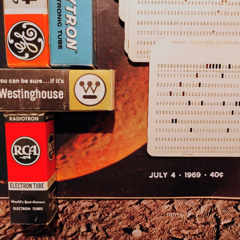 GE
YTRON
TRONIC TUBE
you can be sure...if it's
Westinghouse
W
RADIOTRON
RCA
ELECTRON TUBE
World's Best-Known
ELECTRON TUBES
JULY 4 · 1969 · 40¢